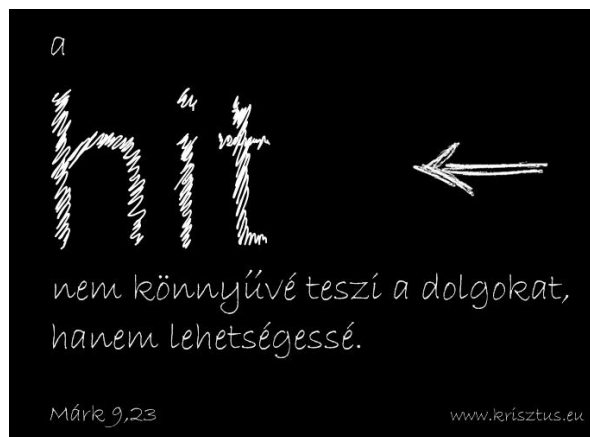 a
hit
nem könnyűvé teszi a dolgokat,
hanem lehetségessé.
Márk 9,23
www.krisztus.eu